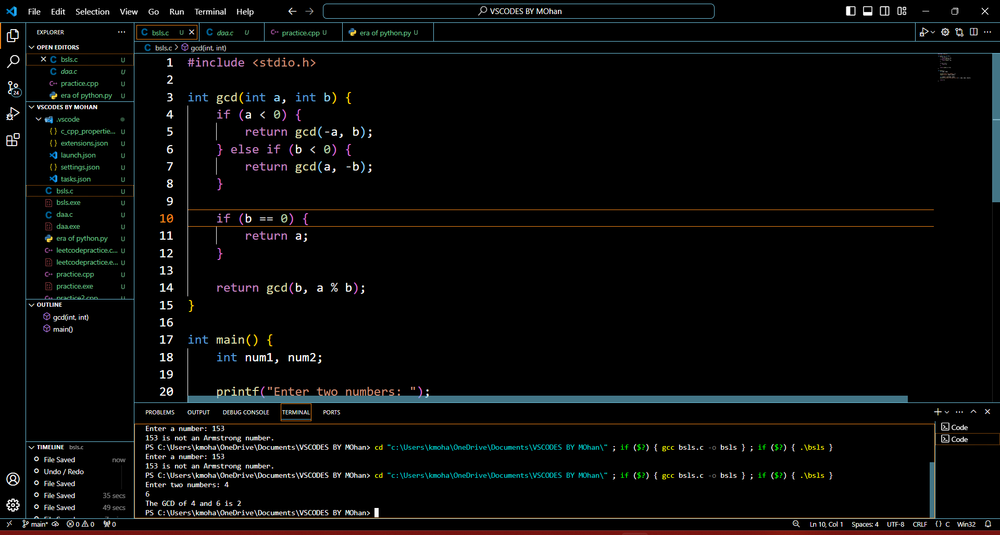 File Edit Selection View Go Run Terminal Help
VSCODES BY MOhan
EXPLORER
OPEN EDITORS
bsls.c U
daa.c U
practice.cpp U
era of python.py U
VSCODES BY MOHAN
.vscode
c_cpp_propertie... U
extensions.json U
launch.json U
settings.json U
tasks.json U
bsls.c U
bsls.exe U
daa.c U
daa.exe U
era of python.py U
leetcodepractice.c... U
leetcodepractice.e... U
practice.cpp U
practice.exe U
practice2.cpp U
OUTLINE
gcd(int, int)
main()
TIMELINE bsls.c
File Saved now
Undo / Redo
File Saved
File Saved 35 secs
File Saved 49 secs
24
bsls.c U
daa.c U
practice.cpp U
era of python.py U
bsls.c > gcd(int, int)
1 #include <stdio.h>
2
3 int gcd(int a, int b) {
4 if (a < 0) {
5 return gcd(-a, b);
6 } else if (b < 0) {
7 return gcd(a, -b);
8 }
9
10 if (b == 0) {
11 return a;
12 }
13
14 return gcd(b, a % b);
15 }
16
17 int main() {
18 int num1, num2;
19
20 printf("Enter two numbers: ");
PROBLEMS OUTPUT DEBUG CONSOLE TERMINAL PORTS
Enter a number: 153
153 is not an Armstrong number.
PS C:\Users\kmoha\OneDrive\Documents\VSCODES BY MOhan> cd "c:\Users\kmoha\OneDrive\Documents\VSCODES BY MOhan\" ; if ($?) { gcc bsls.c -o bsls } ; if ($?) { .\bsls }
Enter a number: 153
153 is not an Armstrong number.
PS C:\Users\kmoha\OneDrive\Documents\VSCODES BY MOhan> cd "c:\Users\kmoha\OneDrive\Documents\VSCODES BY MOhan\" ; if ($?) { gcc bsls.c -o bsls } ; if ($?) { .\bsls }
Enter two numbers: 4
6
The GCD of 4 and 6 is 2
PS C:\Users\kmoha\OneDrive\Documents\VSCODES BY MOhan>
Code
Code
main* 0 0 0
Ln 10, Col 1 Spaces: 4 UTF-8 CRLF {} C Win32